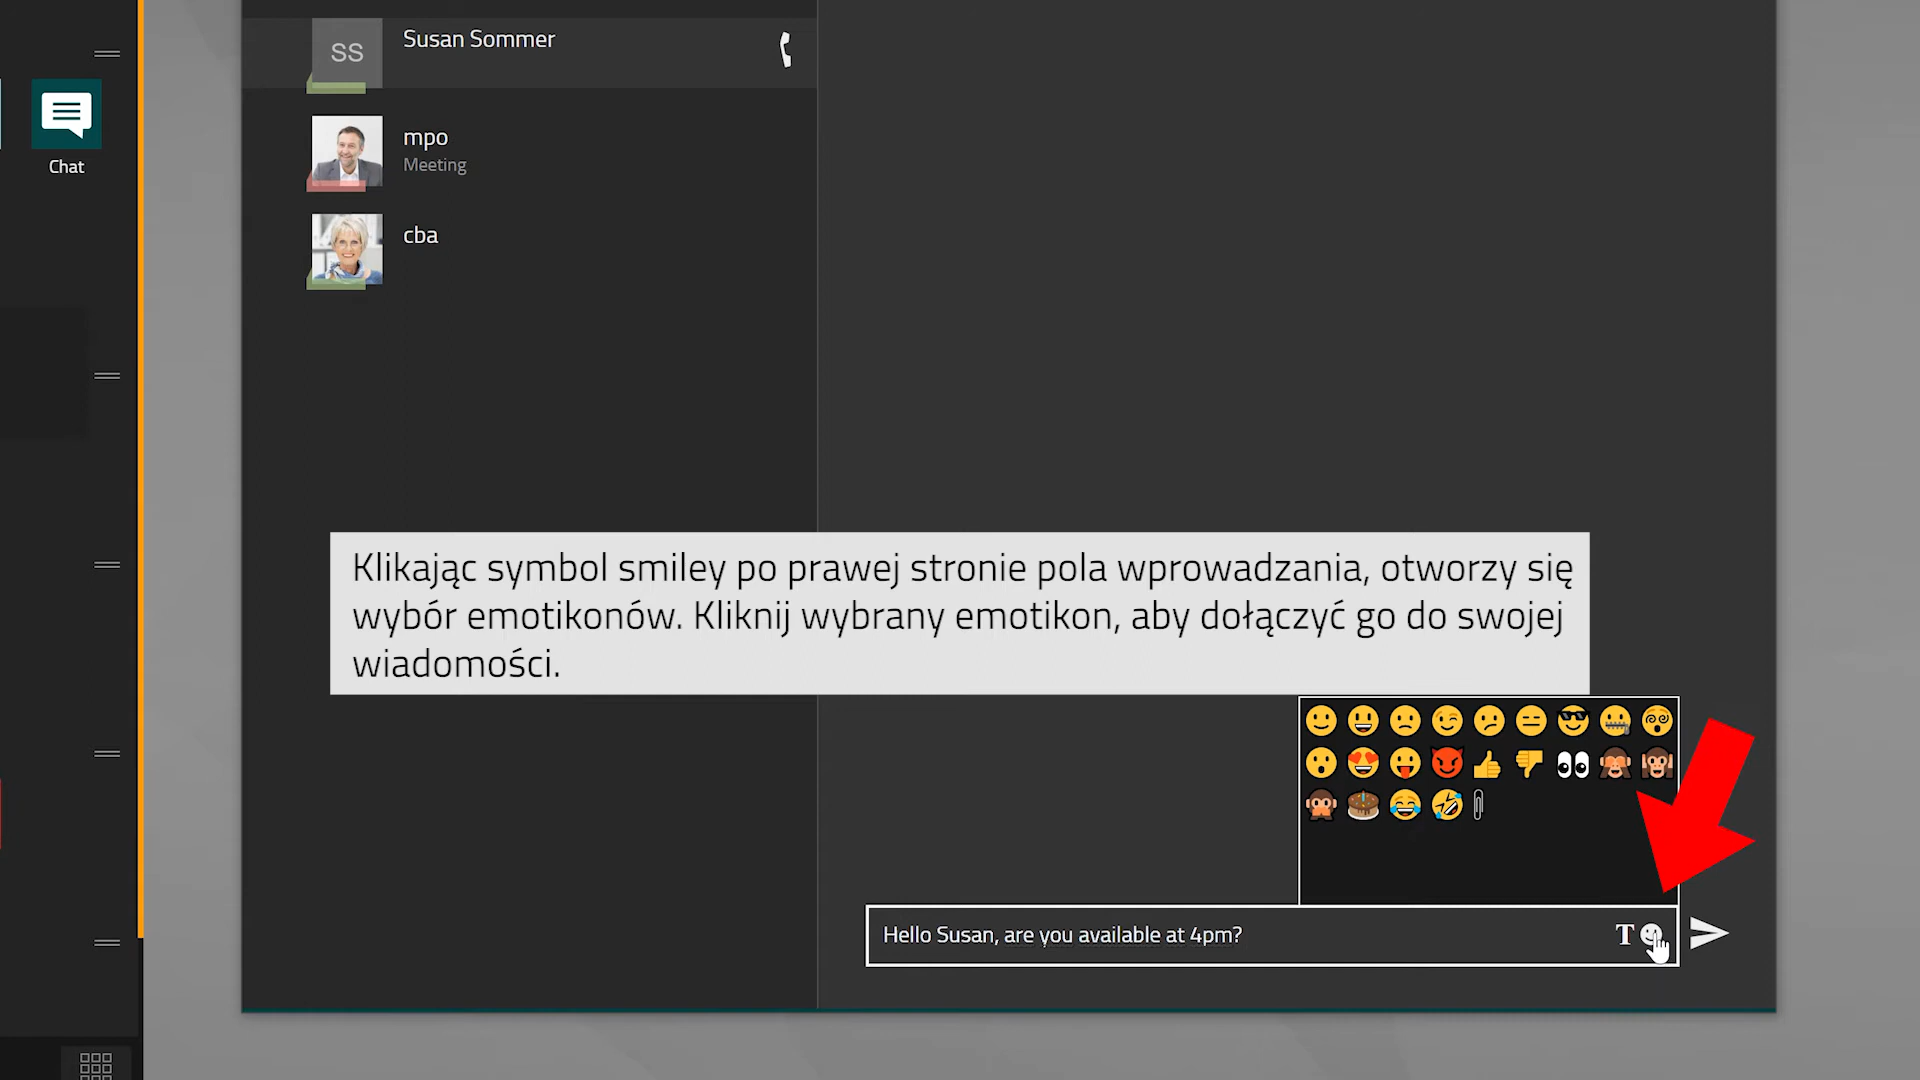 Chat
SS
Susan Sommer
mpo
Meeting
cba
Klikając symbol smiley po prawej stronie pola wprowadzania, otworzy się
wybór emotikonów. Kliknij wybrany emotikon, aby dołączyć go do swojej
wiadomości.
Hello Susan, are you available at 4pm?
T